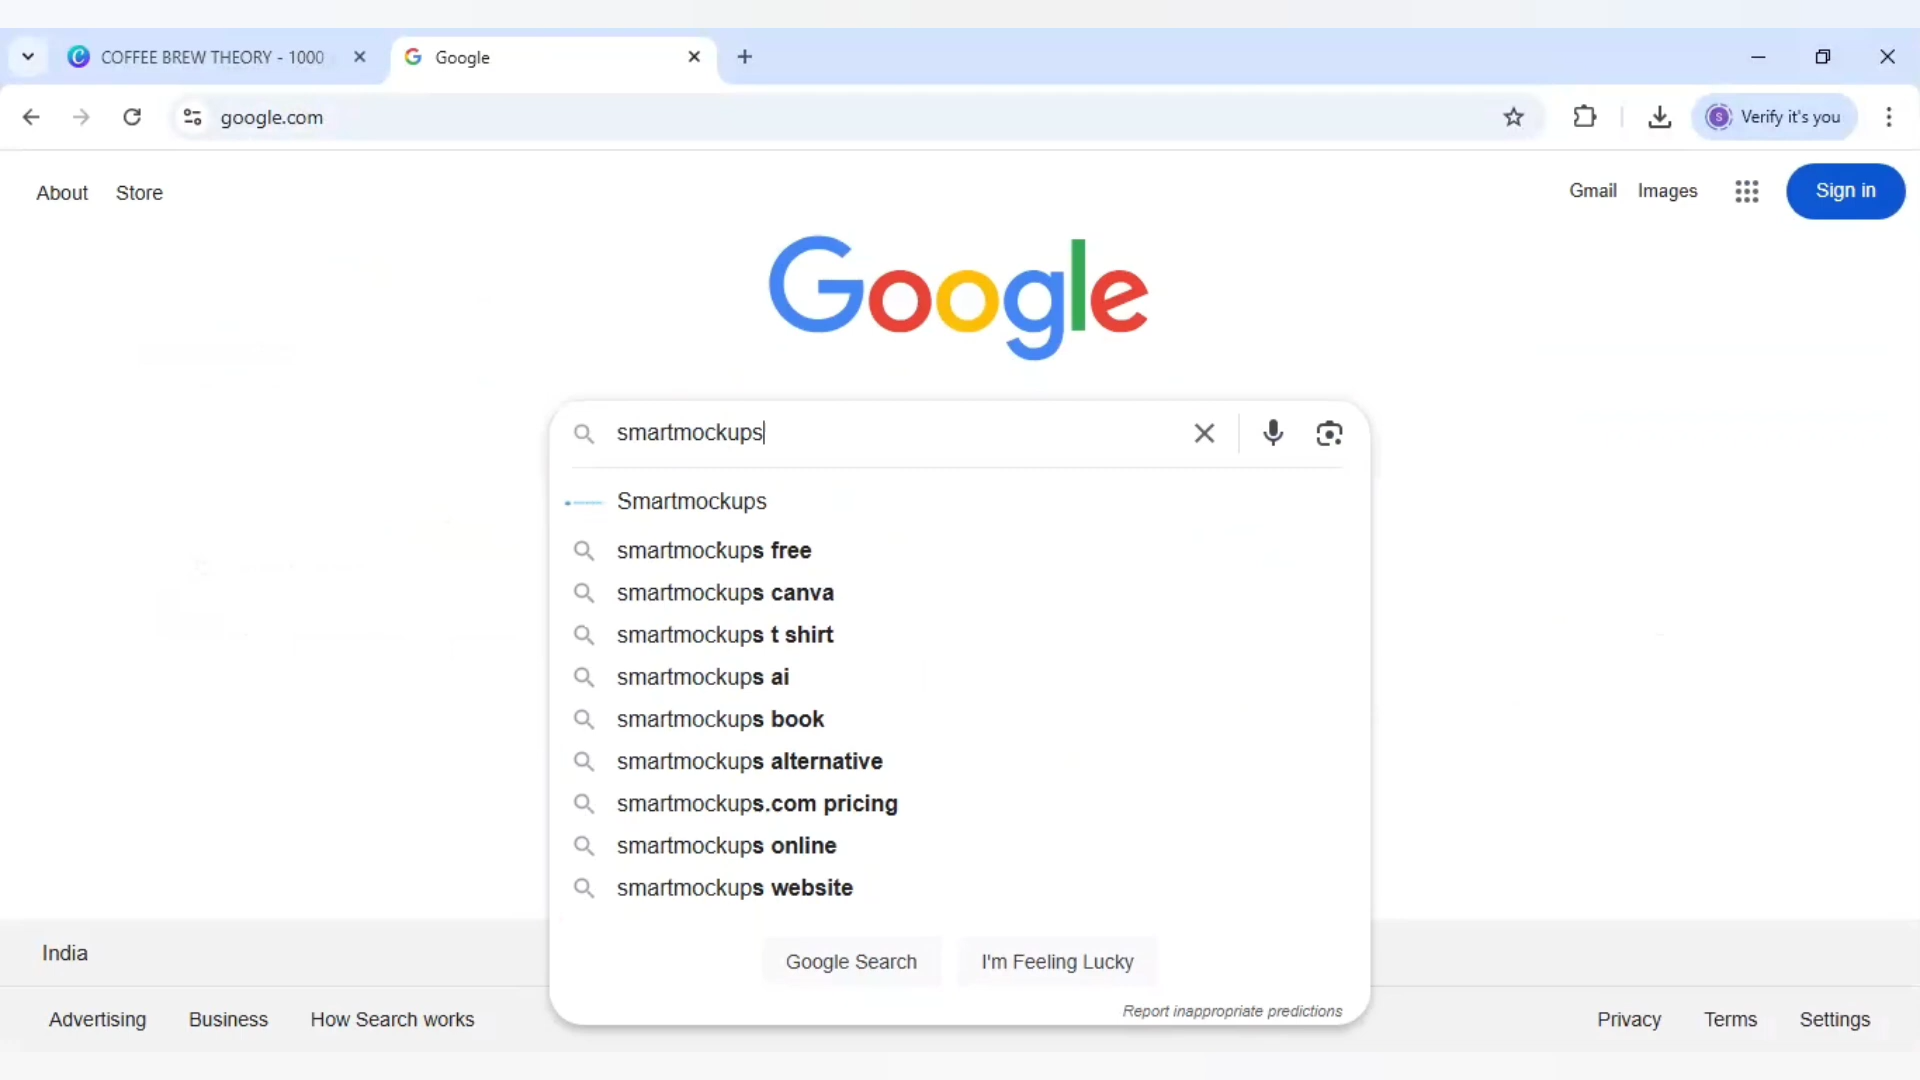 COFFEE BREW THEORY - 1000
Google
google.com
Verify it's you
About
Store
Gmail
Images
Sign in
Google
smartmockups
Smartmockups
smartmockups free
smartmockups canva
smartmockups t shirt
smartmockups ai
smartmockups book
smartmockups alternative
smartmockups.com pricing
smartmockups online
smartmockups website
Google Search
I'm Feeling Lucky
Report inappropriate predictions
India
Advertising
Business
How Search works
Privacy
Terms
Settings